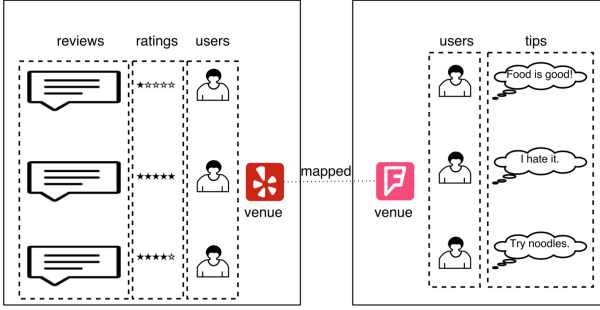 reviews ratings users
venue
mapped
users tips
Food is good!
I hate it.
venue
Try noodles.